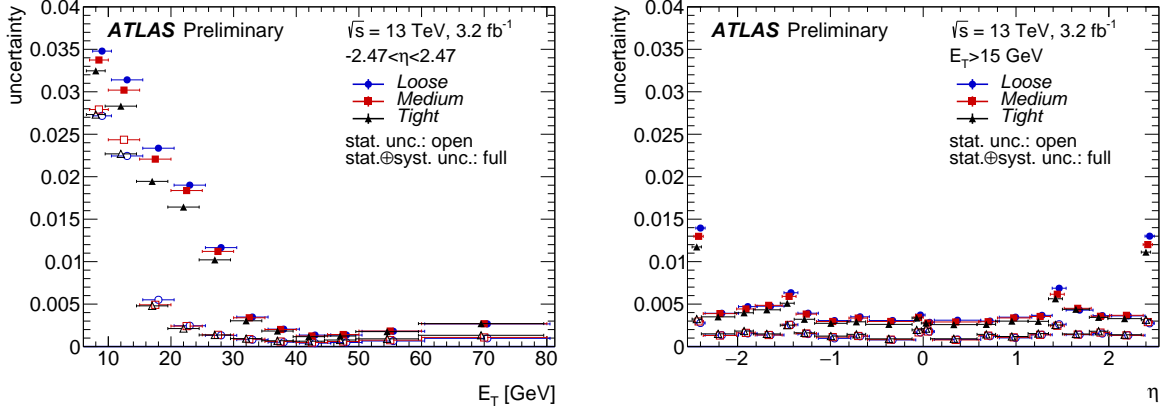 ATLAS Preliminary
√s = 13 TeV, 3.2 fb⁻¹
-2.47<η<2.47
Loose
Medium
Tight
stat. unc.: open
stat.⊕syst. unc.: full
uncertainty
0.04
0.035
0.03
0.025
0.02
0.015
0.01
0.005
0
10 20 30 40 50 60 70 80
E_T [GeV]
ATLAS Preliminary
√s = 13 TeV, 3.2 fb⁻¹
E_T>15 GeV
Loose
Medium
Tight
stat. unc.: open
stat.⊕syst. unc.: full
uncertainty
0.04
0.035
0.03
0.025
0.02
0.015
0.01
0.005
0
−2 −1 0 1 2
η